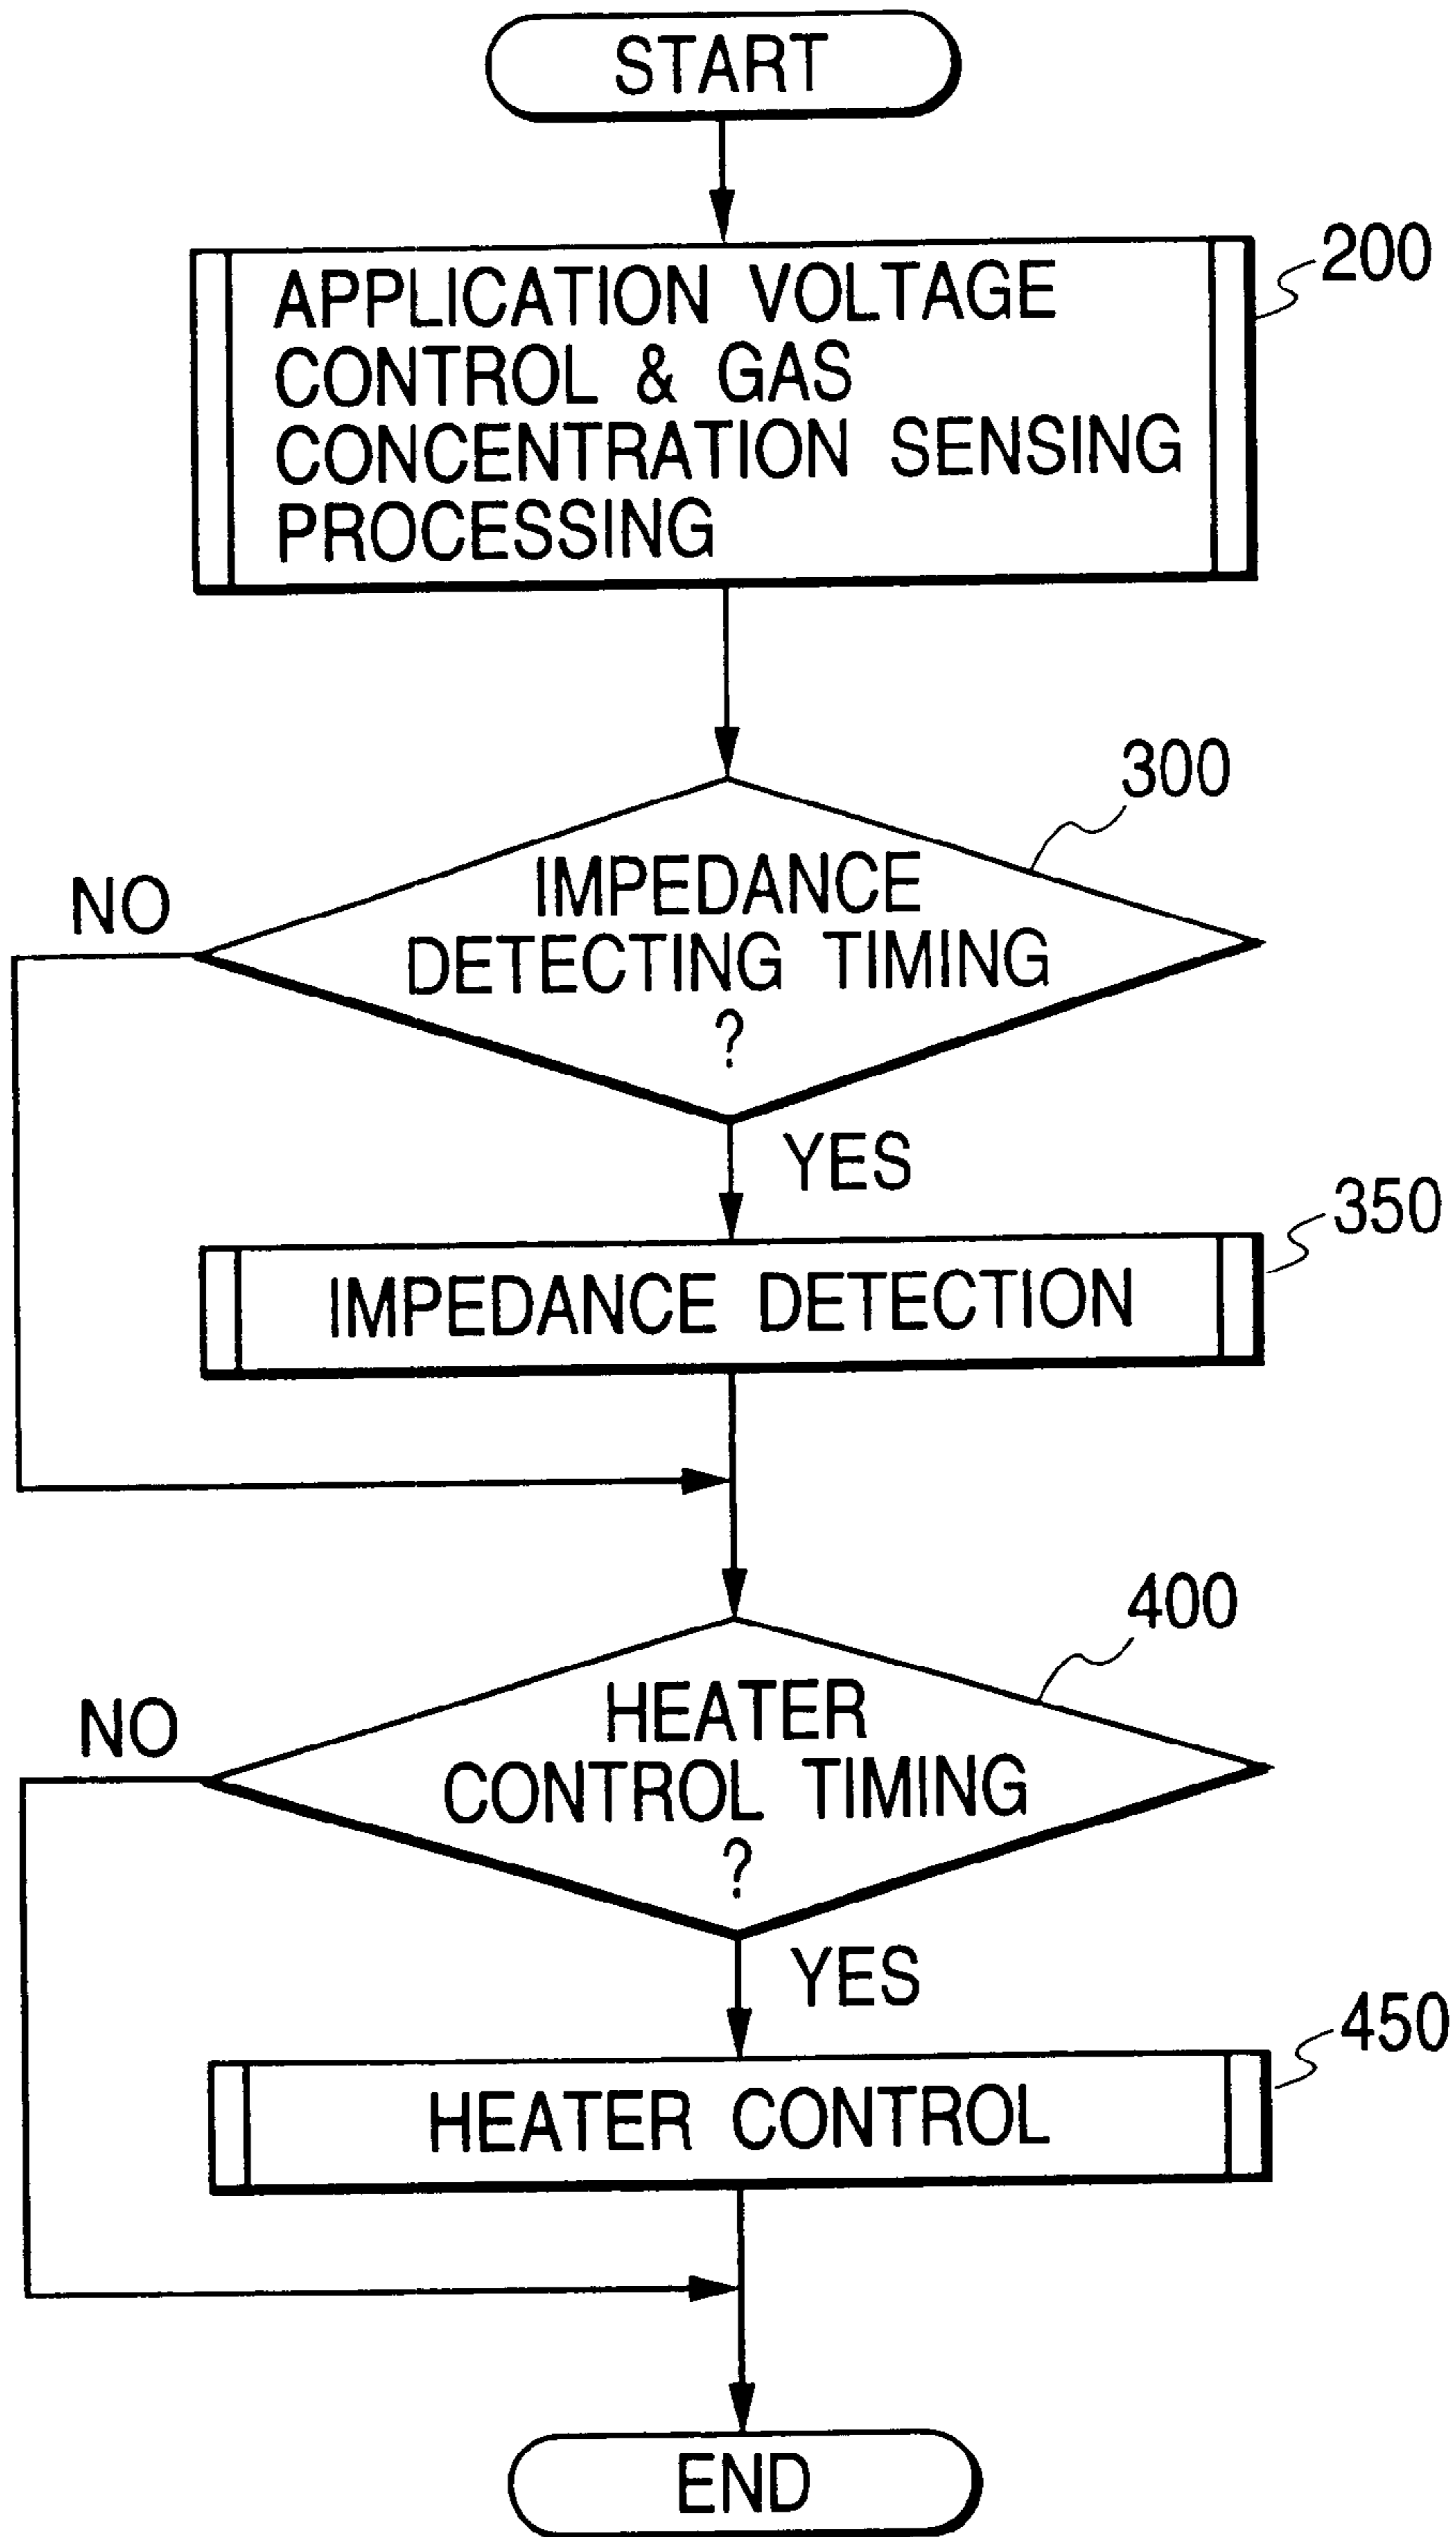 START
200
APPLICATION VOLTAGE
CONTROL & GAS
CONCENTRATION SENSING
PROCESSING
300
IMPEDANCE
NO
DETECTING TIMING
?
YES
350
IMPEDANCE DETECTION
400
HEATER
NO
CONTROL TIMING
?
YES
450
HEATER CONTROL
END